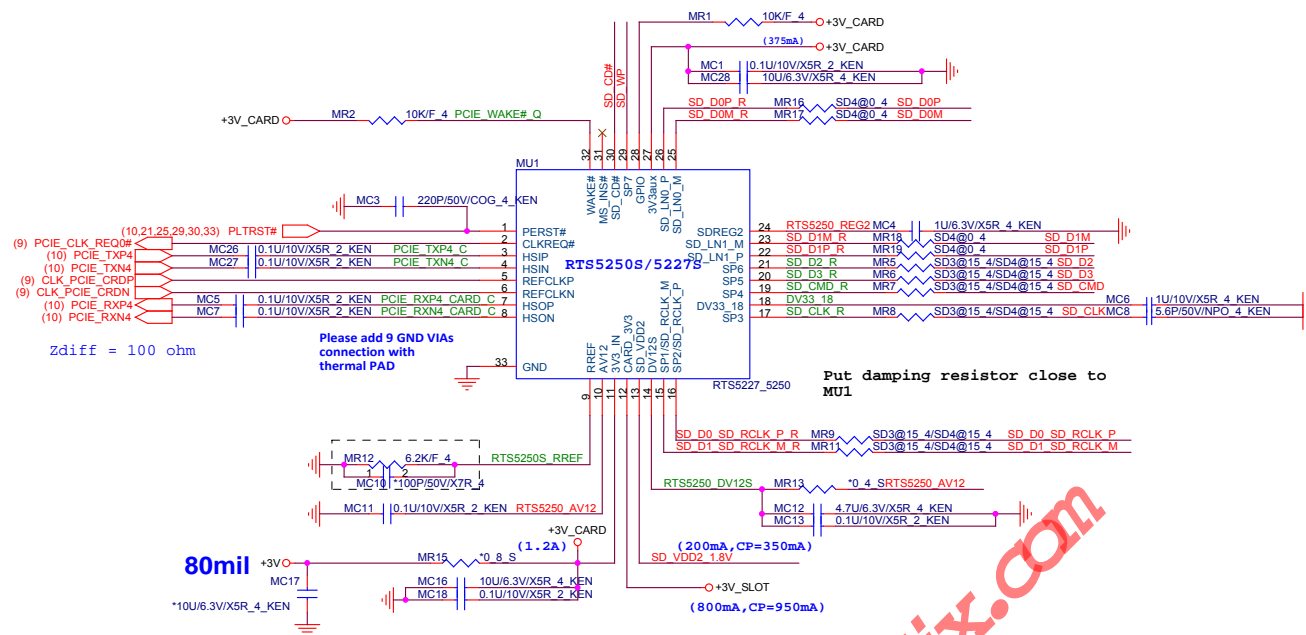 MR1 10K/F_4 +3V_CARD
(375mA) +3V_CARD
MC1 0.1U/10V/X5R_2_KEN
MC28 10U/6.3V/X5R_4_KEN
SD_CD#
SD_WP
SD_D0P_R MR16 SD4@0_4 SD_D0P
SD_D0M_R MR17 SD4@0_4 SD_D0M
+3V_CARD MR2 10K/F_4 PCIE_WAKE#_Q
32 31 30 29 28 27 26 25
MU1
WAKE# MS_INS# SD_CD# SP7 GPIO 3V3aux SD_LN0_P SD_LN0_M
MC3 220P/50V/COG_4_KEN
(10,21,25,29,30,33) PLTRST# 1 PERST#
(9) PCIE_CLK_REQ0# 2 CLKREQ#
(10) PCIE_TXP4 MC26 0.1U/10V/X5R_2_KEN PCIE_TXP4_C 3 HSIP
(10) PCIE_TXN4 MC27 0.1U/10V/X5R_2_KEN PCIE_TXN4_C 4 HSIN
(9) CLK_PCIE_CRDP 5 REFCLKP
(9) CLK_PCIE_CRDN 6 REFCLKN
(10) PCIE_RXP4 MC5 0.1U/10V/X5R_2_KEN PCIE_RXP4_CARD_C 7 HSOP
(10) PCIE_RXN4 MC7 0.1U/10V/X5R_2_KEN PCIE_RXN4_CARD_C 8 HSON
RTS5250S/5227S
SDREG2 24 RTS5250_REG2 MC4 1U/6.3V/X5R_4_KEN
SD_LN1_M 23 SD_D1M_R MR18 SD4@0_4 SD_D1M
SD_LN1_P 22 SD_D1P_R MR19 SD4@0_4 SD_D1P
SP6 21 SD_D2_R MR5 SD3@15_4/SD4@15_4 SD_D2
SP5 20 SD_D3_R MR6 SD3@15_4/SD4@15_4 SD_D3
SP4 19 SD_CMD_R MR7 SD3@15_4/SD4@15_4 SD_CMD
DV33_18 18 DV33_18 MC6 1U/10V/X5R_4_KEN
SP3 17 SD_CLK_R MR8 SD3@15_4/SD4@15_4 SD_CLK MC8 5.6P/50V/NPO_4_KEN
Zdiff = 100 ohm
Please add 9 GND VIAs
connection with
thermal PAD
33 GND
RREF AV12 3V3_IN CARD_3V3 SD_VDD2 DV12S SP1/SD_RCLK_M SP2/SD_RCLK_P
RTS5227_5250
9 10 11 12 13 14 15 16
Put damping resistor close to
MU1
SD_D0_SD_RCLK_P_R MR9 SD3@15_4/SD4@15_4 SD_D0_SD_RCLK_P
SD_D1_SD_RCLK_M_R MR11 SD3@15_4/SD4@15_4 SD_D1_SD_RCLK_M
MR12 6.2K/F_4 RTS5250S_RREF
1 2
MC10 *100P/50V/X7R_4
RTS5250_DV12S MR13 *0_4_S RTS5250_AV12
MC11 0.1U/10V/X5R_2_KEN RTS5250_AV12
MC12 4.7U/6.3V/X5R_4_KEN
MC13 0.1U/10V/X5R_2_KEN
+3V_CARD
(1.2A)
(200mA,CP=350mA)
80mil +3V MR15 *0_8_S
SD_VDD2_1.8V
MC17
*10U/6.3V/X5R_4_KEN
MC16 10U/6.3V/X5R_4_KEN
MC18 0.1U/10V/X5R_2_KEN
+3V_SLOT
(800mA,CP=950mA)
ix.com